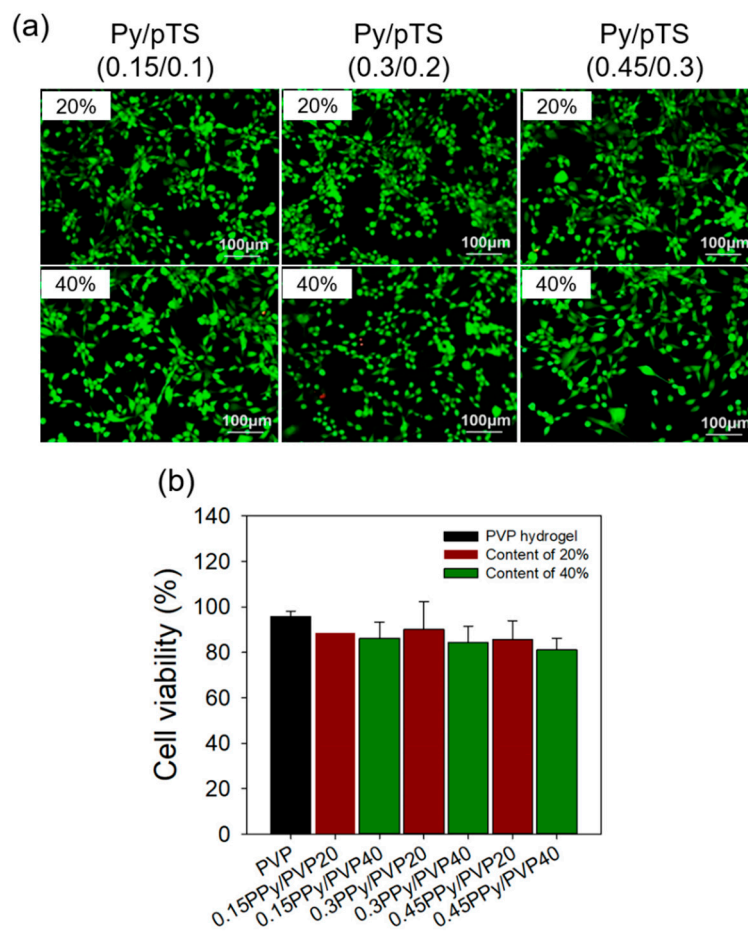 (a)
Py/pTS Py/pTS Py/pTS
(0.15/0.1) (0.3/0.2) (0.45/0.3)
20% 20% 20%
100μm 100μm 100μm
40% 40% 40%
100μm 100μm 100μm
(b)
140
120
100
80
60
40
20
0
Cell viability (%)
PVP hydrogel
Content of 20%
Content of 40%
PVP
0.15PPy/PVP20
0.15PPy/PVP40
0.3PPy/PVP20
0.3PPy/PVP40
0.45PPy/PVP20
0.45PPy/PVP40